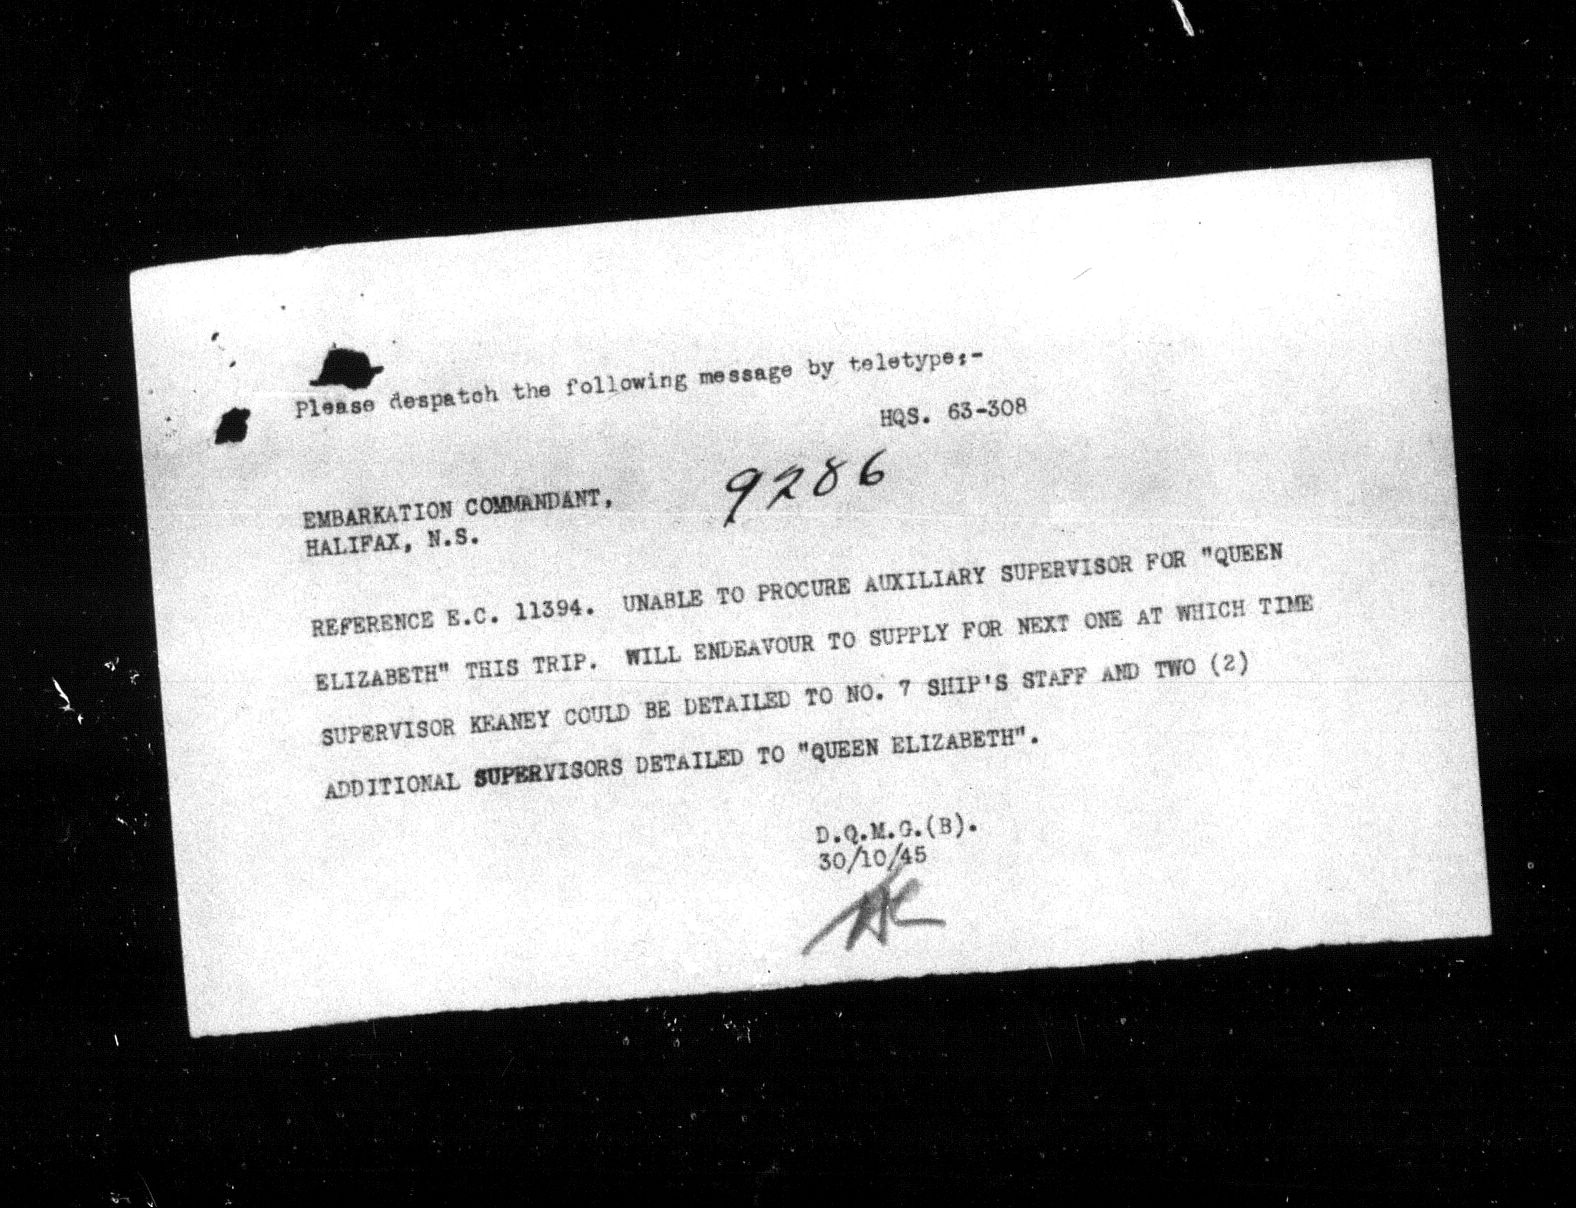 Please despatch the following message by teletype:-
HQS. 63-308
9286
EMBARKATION COMMANDANT,
HALIFAX, N.S.
REFERENCE E.C. 11394. UNABLE TO PROCURE AUXILIARY SUPERVISOR FOR "QUEEN
ELIZABETH" THIS TRIP. WILL ENDEAVOUR TO SUPPLY FOR NEXT ONE AT WHICH TIME
SUPERVISOR KEANEY COULD BE DETAILED TO NO. 7 SHIP'S STAFF AND TWO (2)
ADDITIONAL SUPERVISORS DETAILED TO "QUEEN ELIZABETH".
D.Q.M.G.(B).
30/10/45